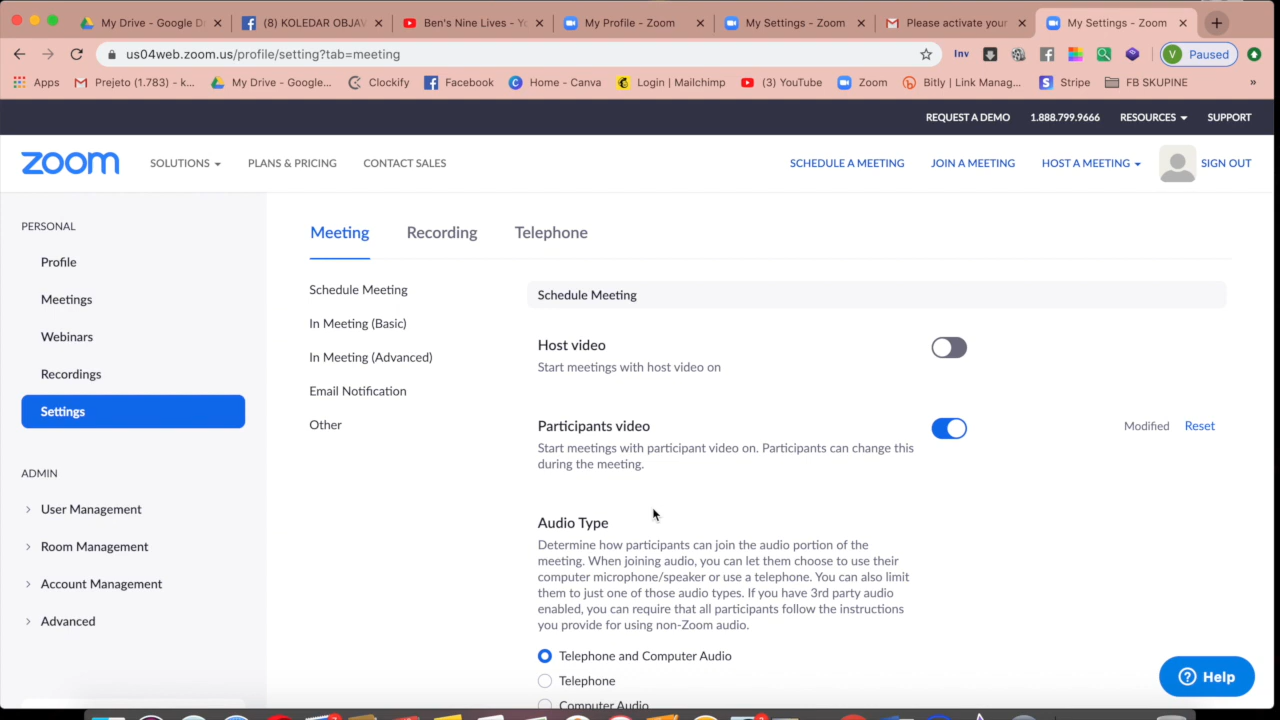 My Drive - Google D
(8) KOLEDAR OBJAV
Ben's Nine Lives - Yo
My Profile - Zoom
My Settings - Zoom
Please activate your
My Settings - Zoom
us04web.zoom.us/profile/setting?tab=meeting
Inv
V Paused
Apps
Prejeto (1.783) - k...
My Drive - Google...
Clockify
Facebook
Home - Canva
Login | Mailchimp
(3) YouTube
Zoom
Bitly | Link Manag...
Stripe
FB SKUPINE
»
REQUEST A DEMO
1.888.799.9666
RESOURCES
SUPPORT
zoom
SOLUTIONS
PLANS & PRICING
CONTACT SALES
SCHEDULE A MEETING
JOIN A MEETING
HOST A MEETING
SIGN OUT
PERSONAL
Profile
Meetings
Webinars
Recordings
Settings
ADMIN
User Management
Room Management
Account Management
Advanced
Meeting
Recording
Telephone
Schedule Meeting
In Meeting (Basic)
In Meeting (Advanced)
Email Notification
Other
Schedule Meeting
Host video
Start meetings with host video on
Participants video
Start meetings with participant video on. Participants can change this
during the meeting.
Modified Reset
Audio Type
Determine how participants can join the audio portion of the
meeting. When joining audio, you can let them choose to use their
computer microphone/speaker or use a telephone. You can also limit
them to just one of those audio types. If you have 3rd party audio
enabled, you can require that all participants follow the instructions
you provide for using non-Zoom audio.
Telephone and Computer Audio
Telephone
Computer Audio
Help